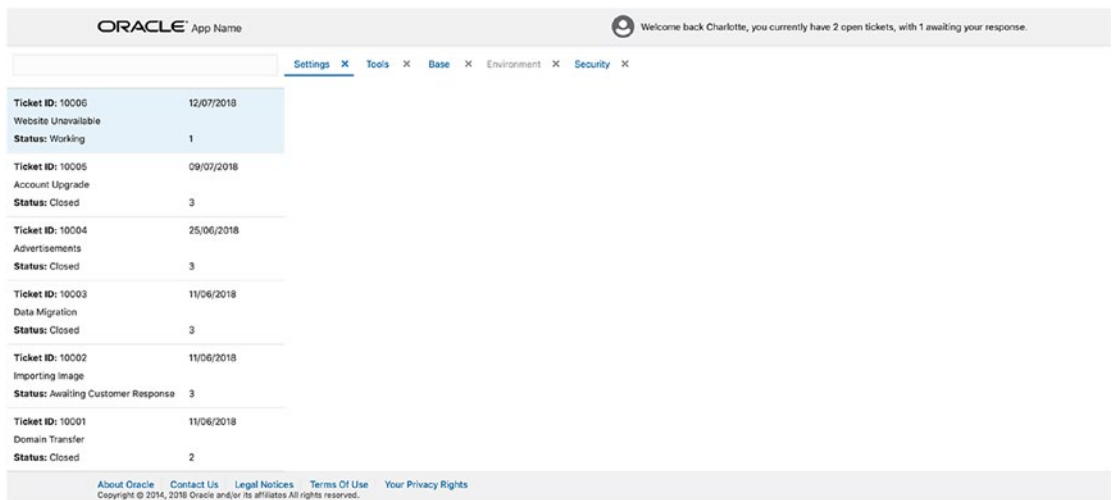 ORACLE® App Name
Welcome back Charlotte, you currently have 2 open tickets, with 1 awaiting your response.
Settings × Tools × Base × Environment × Security ×
Ticket ID: 10006 12/07/2018
Website Unavailable
Status: Working 1
Ticket ID: 10005 09/07/2018
Account Upgrade
Status: Closed 3
Ticket ID: 10004 25/06/2018
Advertisements
Status: Closed 3
Ticket ID: 10003 11/06/2018
Data Migration
Status: Closed 3
Ticket ID: 10002 11/06/2018
Importing Image
Status: Awaiting Customer Response 3
Ticket ID: 10001 11/06/2018
Domain Transfer
Status: Closed 2
About Oracle Contact Us Legal Notices Terms Of Use Your Privacy Rights
Copyright © 2014, 2018 Oracle and/or its affiliates All rights reserved.